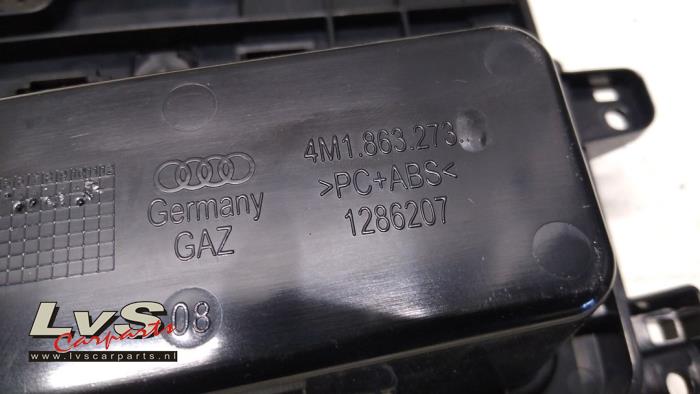 4M1.863.273.
>PC+ABS<
1286207
Germany
GAZ
08
LvS
Carparts
www.lvscarparts.nl